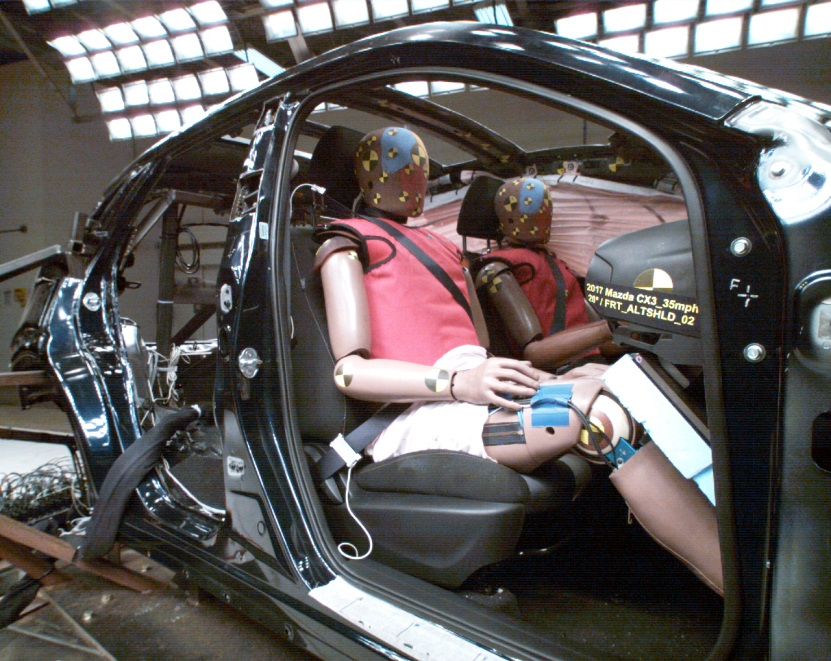 2017 Mazda CX3_35mph
20° / FRT_ALTSHLD_02
F